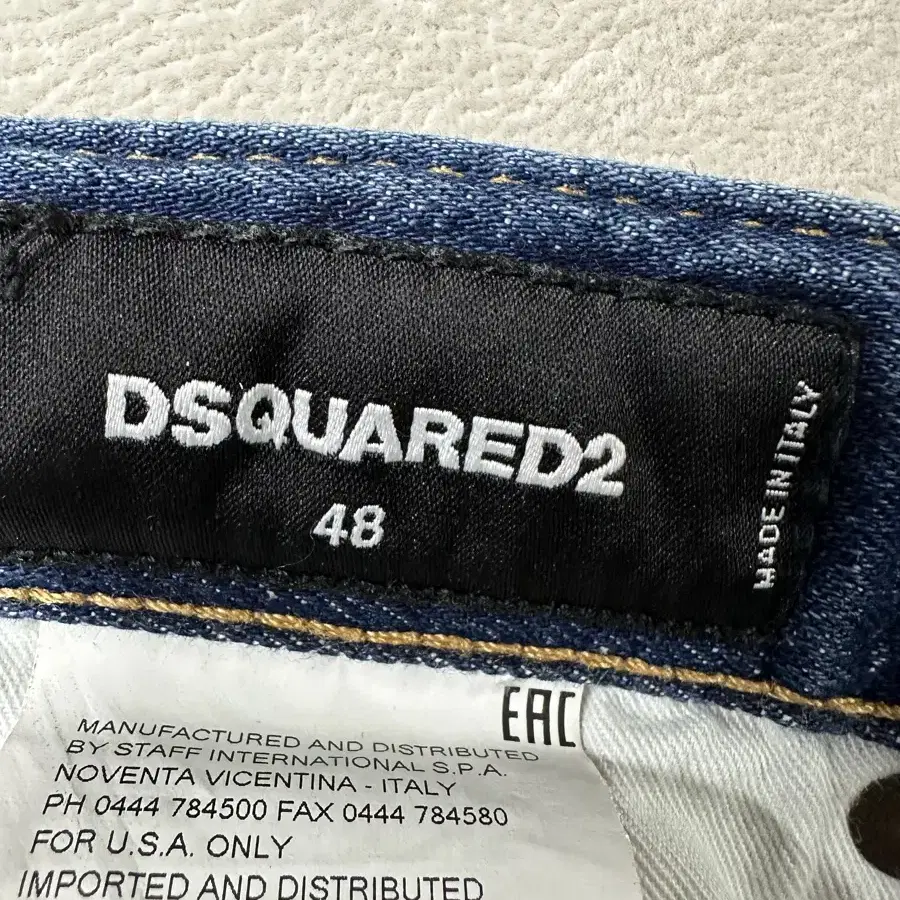 DSQUARED2
48
MADE IN ITALY
EAC
MANUFACTURED AND DISTRIBUTED
BY STAFF INTERNATIONAL S.P.A.
NOVENTA VICENTINA - ITALY
PH 0444 784500 FAX 0444 784580
FOR U.S.A. ONLY
IMPORTED AND DISTRIBUTED